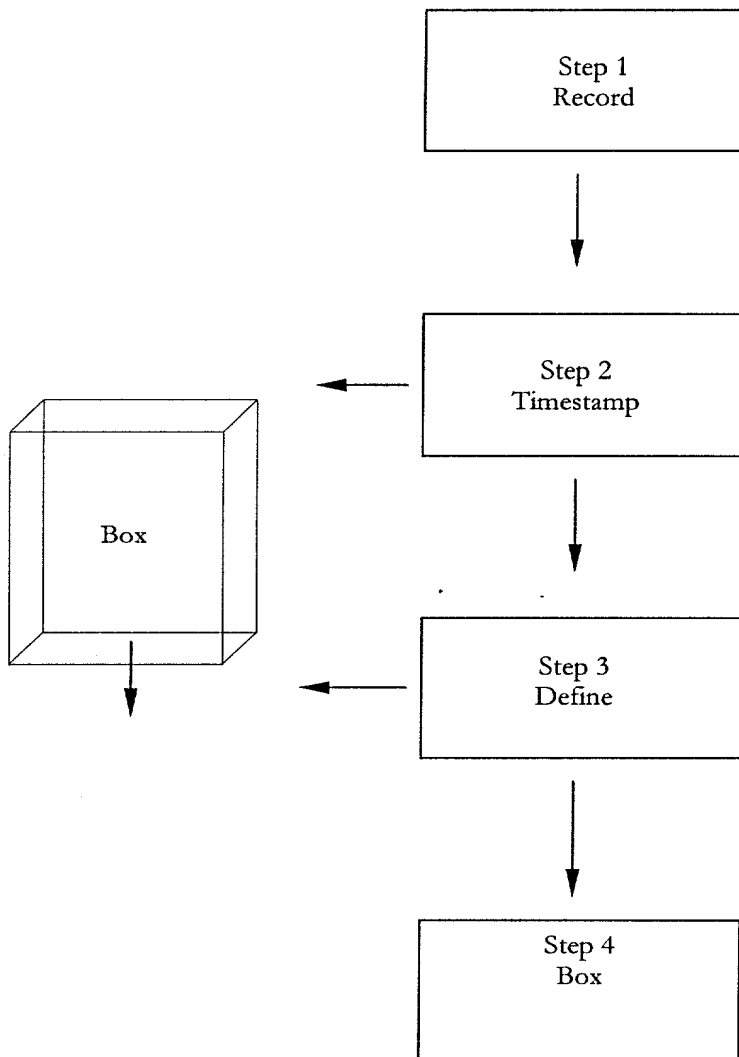 Step 1
Record
Step 2
Timestamp
Box
Step 3
Define
Step 4
Box